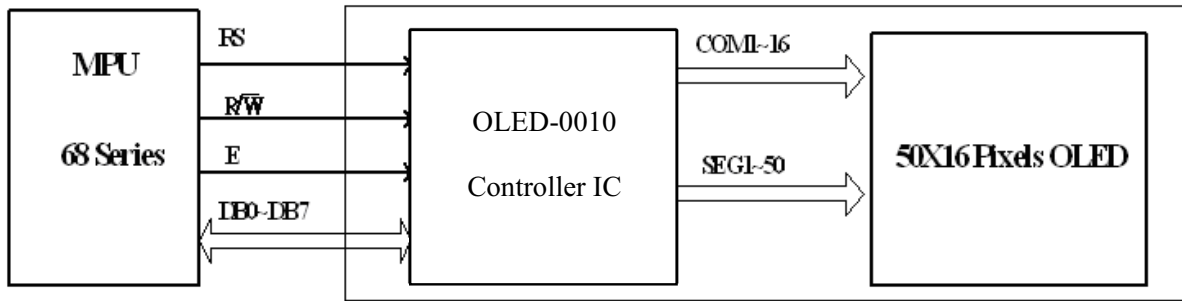 MPU
68 Series
RS
R/W̅
E
DB0~DB7
OLED-0010
Controller IC
COM1~16
SEG1~50
50X16 Pixels OLED